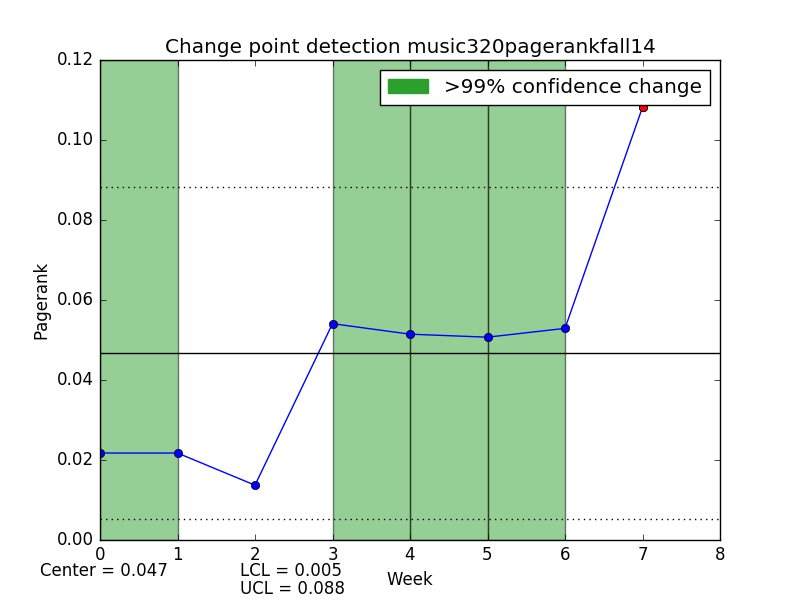 Change point detection music320pagerankfall14
>99% confidence change
Pagerank
0.12
0.10
0.08
0.06
0.04
0.02
0.00
0 1 2 3 4 5 6 7 8
Center = 0.047
LCL = 0.005
Week
UCL = 0.088